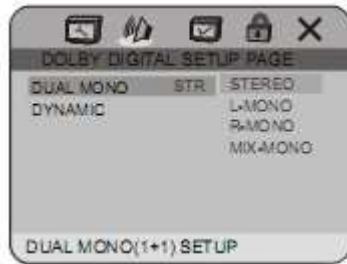 DOLBY DIGITAL SETUP PAGE
DUAL MONO STR STEREO
DYNAMIC L-MONO
R-MONO
MIX-MONO
DUAL MONO(1+1) SETUP